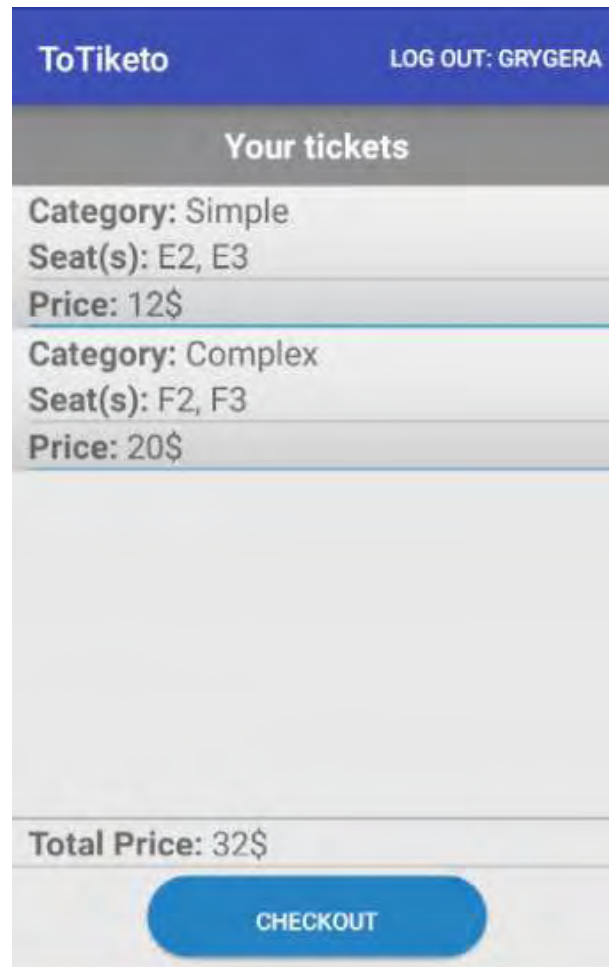 ToTiketo LOG OUT: GRYGERA
Your tickets
Category: Simple
Seat(s): E2, E3
Price: 12$
Category: Complex
Seat(s): F2, F3
Price: 20$
Total Price: 32$
CHECKOUT